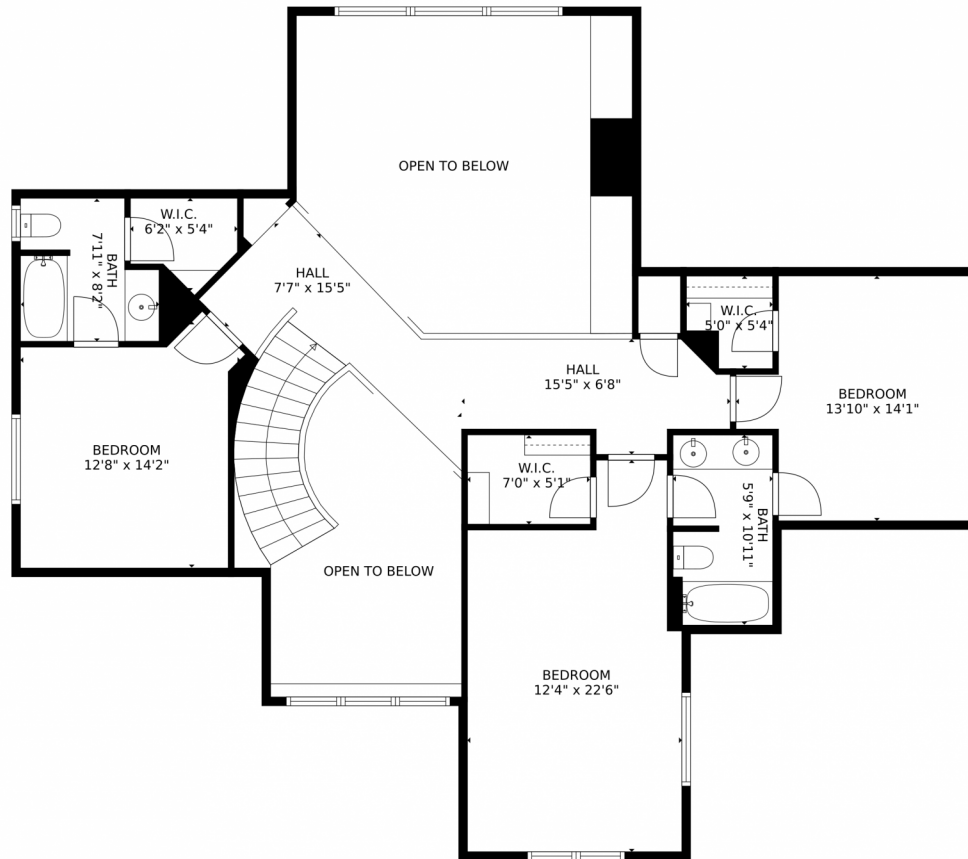 OPEN TO BELOW
W.I.C.
6'2" x 5'4"
BATH
7'11" x 8'2"
HALL
7'7" x 15'5"
W.I.C.
5'0" x 5'4"
HALL
15'5" x 6'8"
BEDROOM
13'10" x 14'1"
BEDROOM
12'8" x 14'2"
W.I.C.
7'0" x 5'1"
BATH
5'9" x 10'11"
OPEN TO BELOW
BEDROOM
12'4" x 22'6"